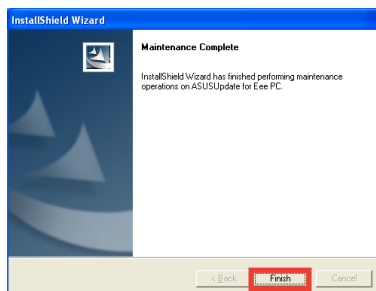 InstallShield Wizard
Maintenance Complete
InstallShield Wizard has finished performing maintenance
operations on ASUSUpdate for Eee PC.
< Back
Finish
Cancel